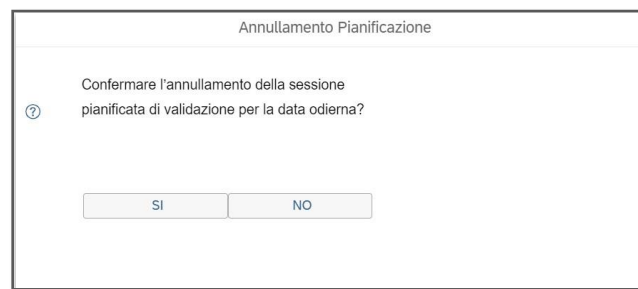 Annullamento Pianificazione
Confermare l'annullamento della sessione
pianificata di validazione per la data odierna?
SI
NO